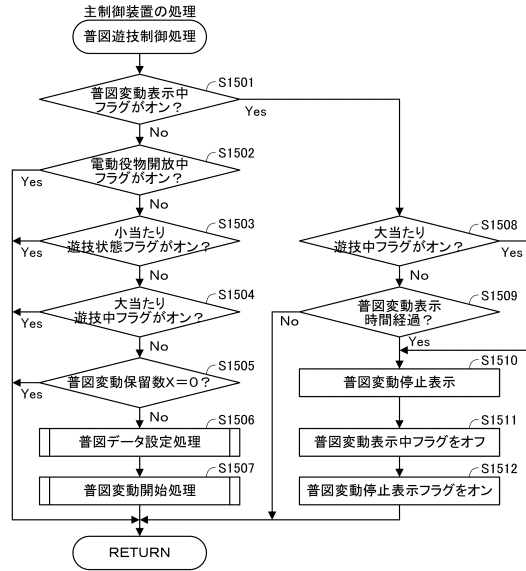 主制御装置の処理
普図遊技制御処理
S1501
普図変動表示中
フラグがオン？
Yes
No
S1502
電動役物開放中
フラグがオン？
Yes
No
S1503
小当たり
遊技状態フラグがオン？
Yes
No
S1504
大当たり
遊技中フラグがオン？
Yes
No
S1505
普図変動保留数X＝0？
Yes
No
S1506
普図データ設定処理
S1507
普図変動開始処理
S1508
大当たり
遊技中フラグがオン？
Yes
No
S1509
普図変動表示
時間経過？
No
Yes
S1510
普図変動停止表示
S1511
普図変動表示中フラグをオフ
S1512
普図変動停止表示フラグをオン
RETURN